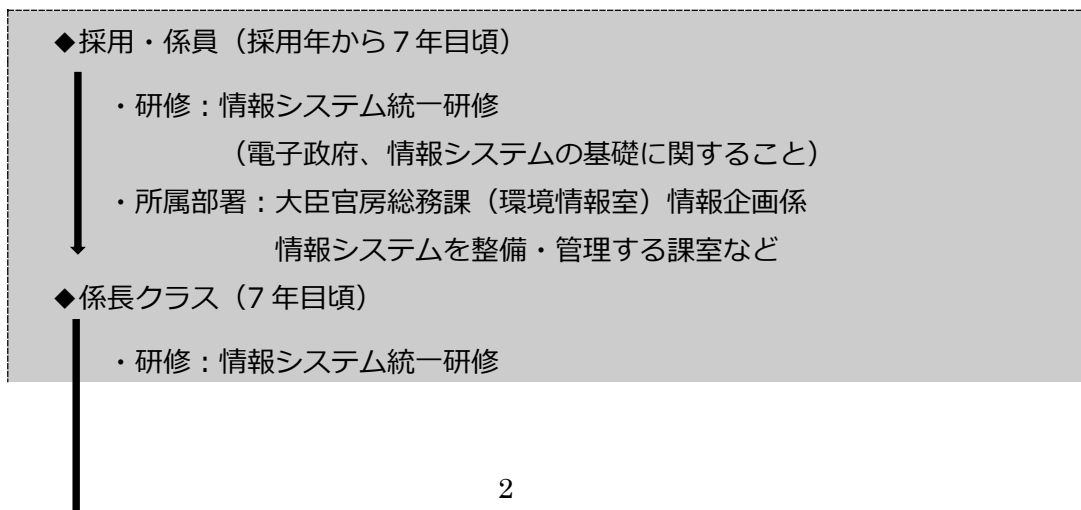 ◆採用・係員（採用年から７年目頃）
・研修：情報システム統一研修
（電子政府、情報システムの基礎に関すること）
・所属部署：大臣官房総務課（環境情報室）情報企画係
情報システムを整備・管理する課室など
◆係長クラス（7 年目頃）
・研修：情報システム統一研修
2